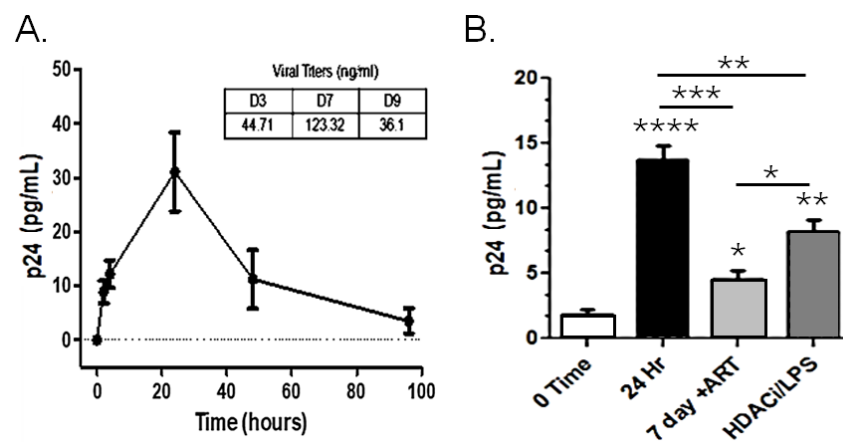 A.
B.
p24 (pg/mL)
50
40
30
20
10
0
0 20 40 60 80 100
Time (hours)
Viral Titers (ng/ml)
D3 D7 D9
44.71 123.32 36.1
p24 (pg/mL)
20
15
10
5
0
**
***
****
*
**
*
0 Time
24 Hr
7 day +ART
HDACi/LPS